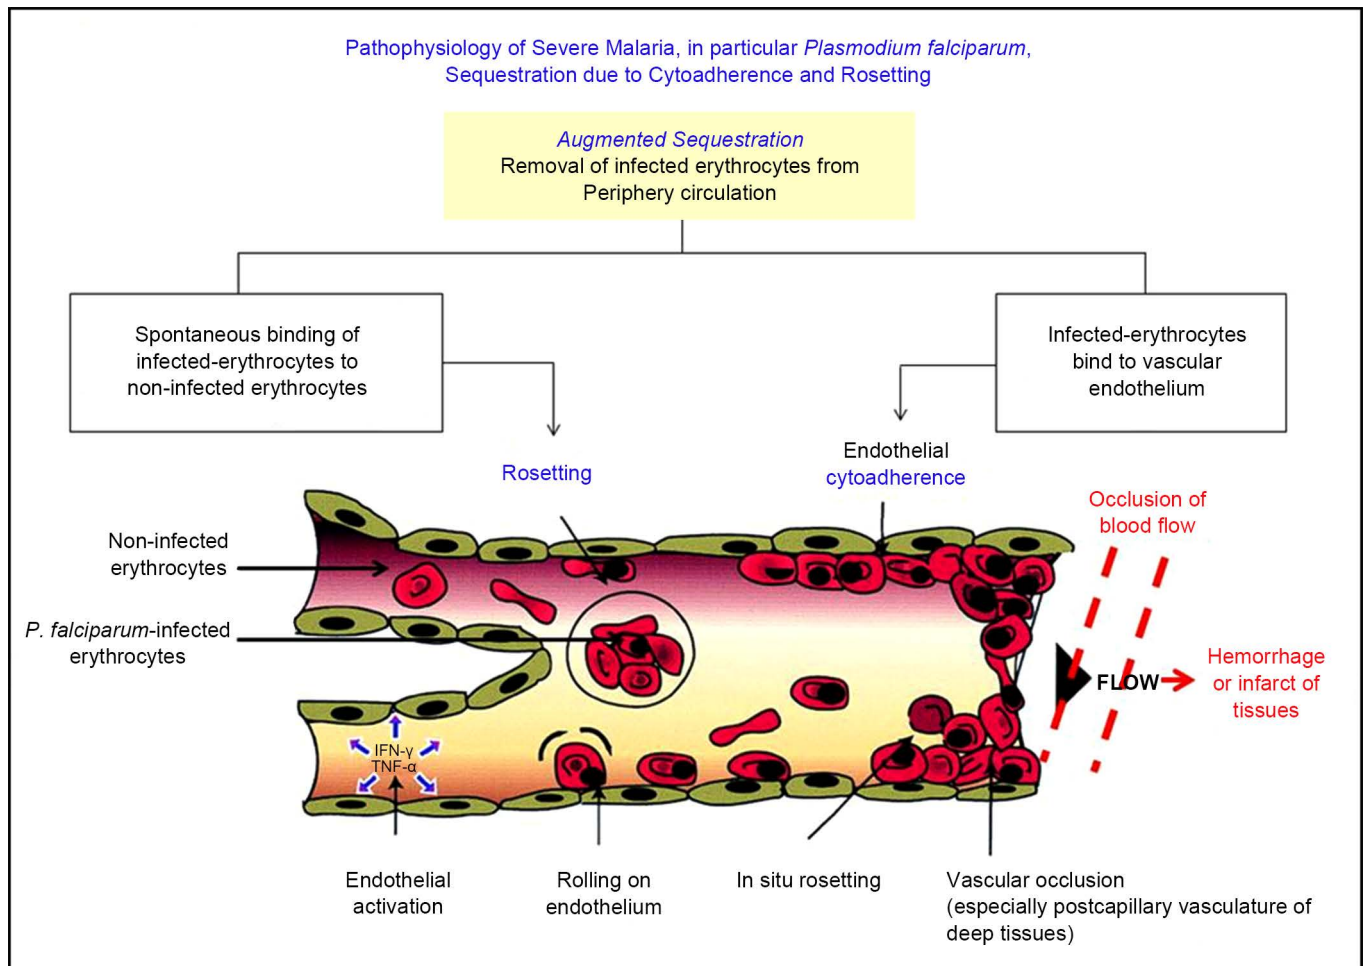 Pathophysiology of Severe Malaria, in particular Plasmodium falciparum,
Sequestration due to Cytoadherence and Rosetting
Augmented Sequestration
Removal of infected erythrocytes from
Periphery circulation
Spontaneous binding of
infected-erythrocytes to
non-infected erythrocytes
Infected-erythrocytes
bind to vascular
endothelium
Rosetting
Endothelial
cytoadherence
Occlusion of
blood flow
Non-infected
erythrocytes
P. falciparum-infected
erythrocytes
FLOW
Hemorrhage
or infarct of
tissues
IFN-γ
TNF-α
Endothelial
activation
Rolling on
endothelium
In situ rosetting
Vascular occlusion
(especially postcapillary vasculature of
deep tissues)